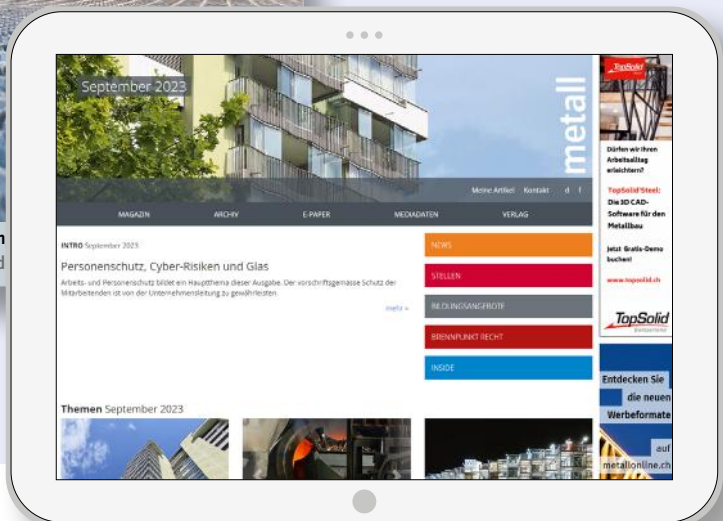 September 2023
metall
Meine Artikel Kontakt d f
MAGAZIN ARCHIV E-PAPER MEDIADATEN VERLAG
INTRO September 2023
Personenschutz, Cyber-Risiken und Glas
Arbeits- und Personenschutz bildet ein Hauptthema dieser Ausgabe. Der vorschriftsgemasse Schutz der
Mitarbeitenden ist von der Unternehmensleitung zu gewährleisten.
mehr »
NEWS
STELLEN
BILDUNGSANGEBOTE
BRENNPUNKT RECHT
INSIDE
Themen September 2023
TopSolid
Dürfen wir Ihren
Arbeitsalltag
erleichtern?
TopSolid'Steel:
Die 3D CAD-
Software für den
Metallbau
Jetzt Gratis-Demo
buchen!
www.topsolid.ch
TopSolid
Entdecken Sie
die neuen
Werbeformate
auf
metallonline.ch